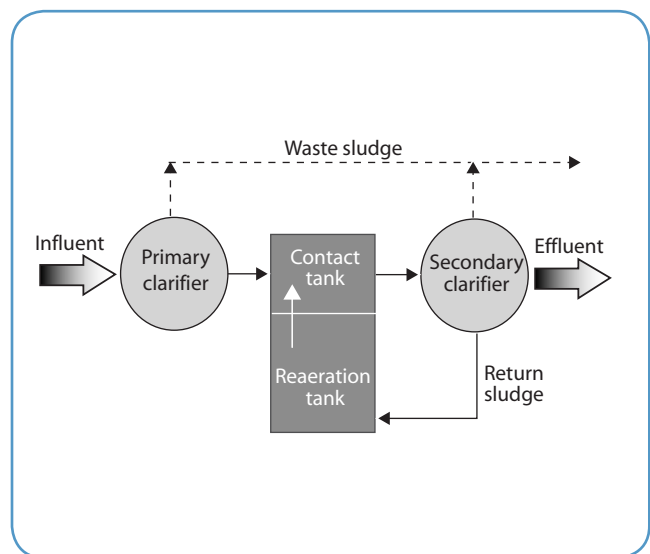 Waste sludge
Influent
Primary
clarifier
Contact
tank
Secondary
clarifier
Effluent
Reaeration
tank
Return
sludge